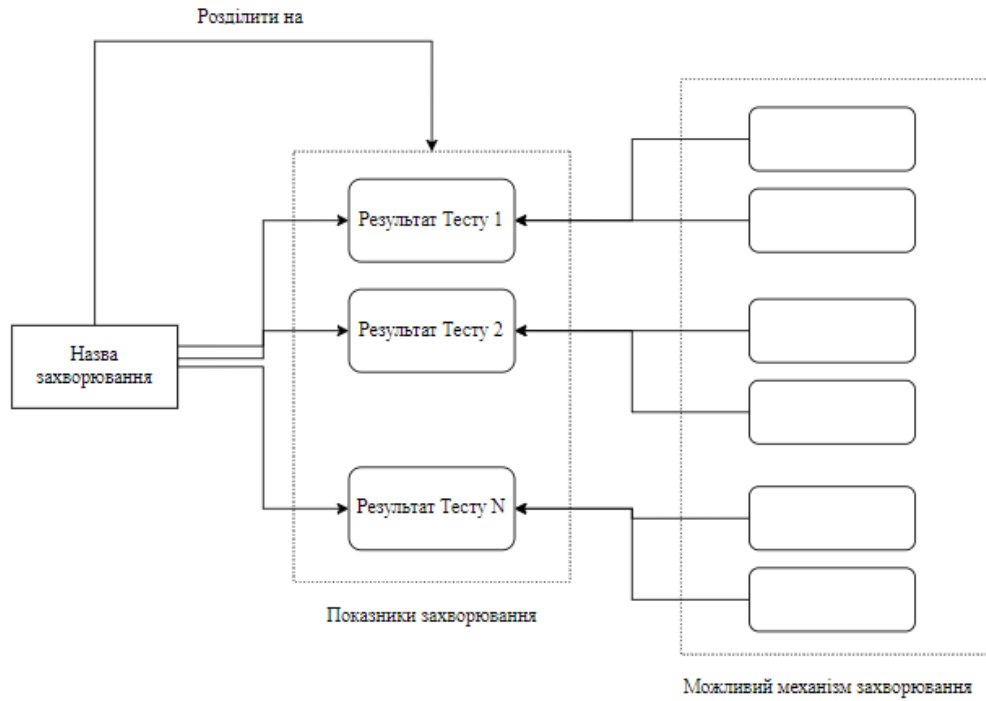 Розділити на
Результат Тесту 1
Результат Тесту 2
Назва
захворювання
Результат Тесту N
Показники захворювання
Можливий механізм захворювання